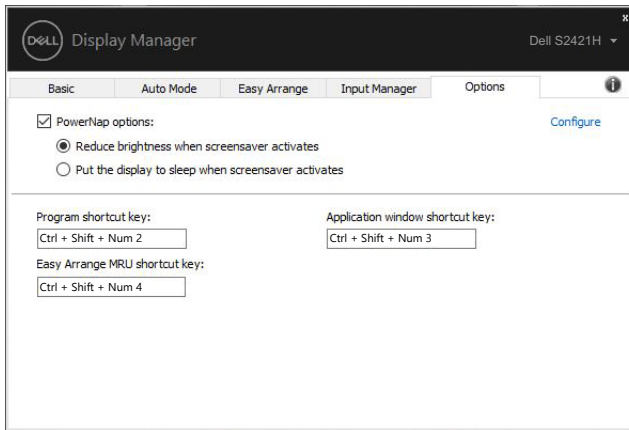 x
DELL Display Manager
Dell S2421H
Basic Auto Mode Easy Arrange Input Manager Options
PowerNap options:
Configure
Reduce brightness when screensaver activates
Put the display to sleep when screensaver activates
Program shortcut key:
Application window shortcut key:
Ctrl + Shift + Num 2
Ctrl + Shift + Num 3
Easy Arrange MRU shortcut key:
Ctrl + Shift + Num 4